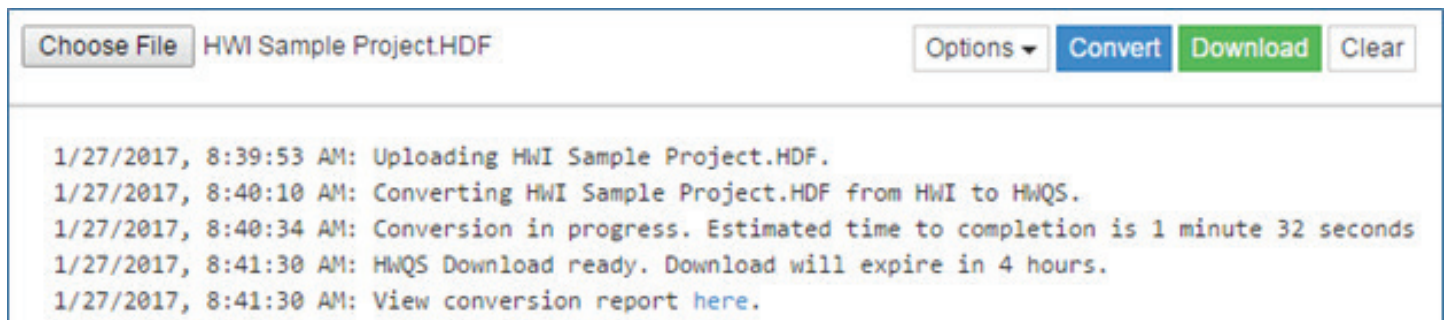 Choose File HWI Sample Project.HDF Options Convert Download Clear
1/27/2017, 8:39:53 AM: Uploading HWI Sample Project.HDF.
1/27/2017, 8:40:10 AM: Converting HWI Sample Project.HDF from HWI to HWQS.
1/27/2017, 8:40:34 AM: Conversion in progress. Estimated time to completion is 1 minute 32 seconds
1/27/2017, 8:41:30 AM: HWQS Download ready. Download will expire in 4 hours.
1/27/2017, 8:41:30 AM: View conversion report here.